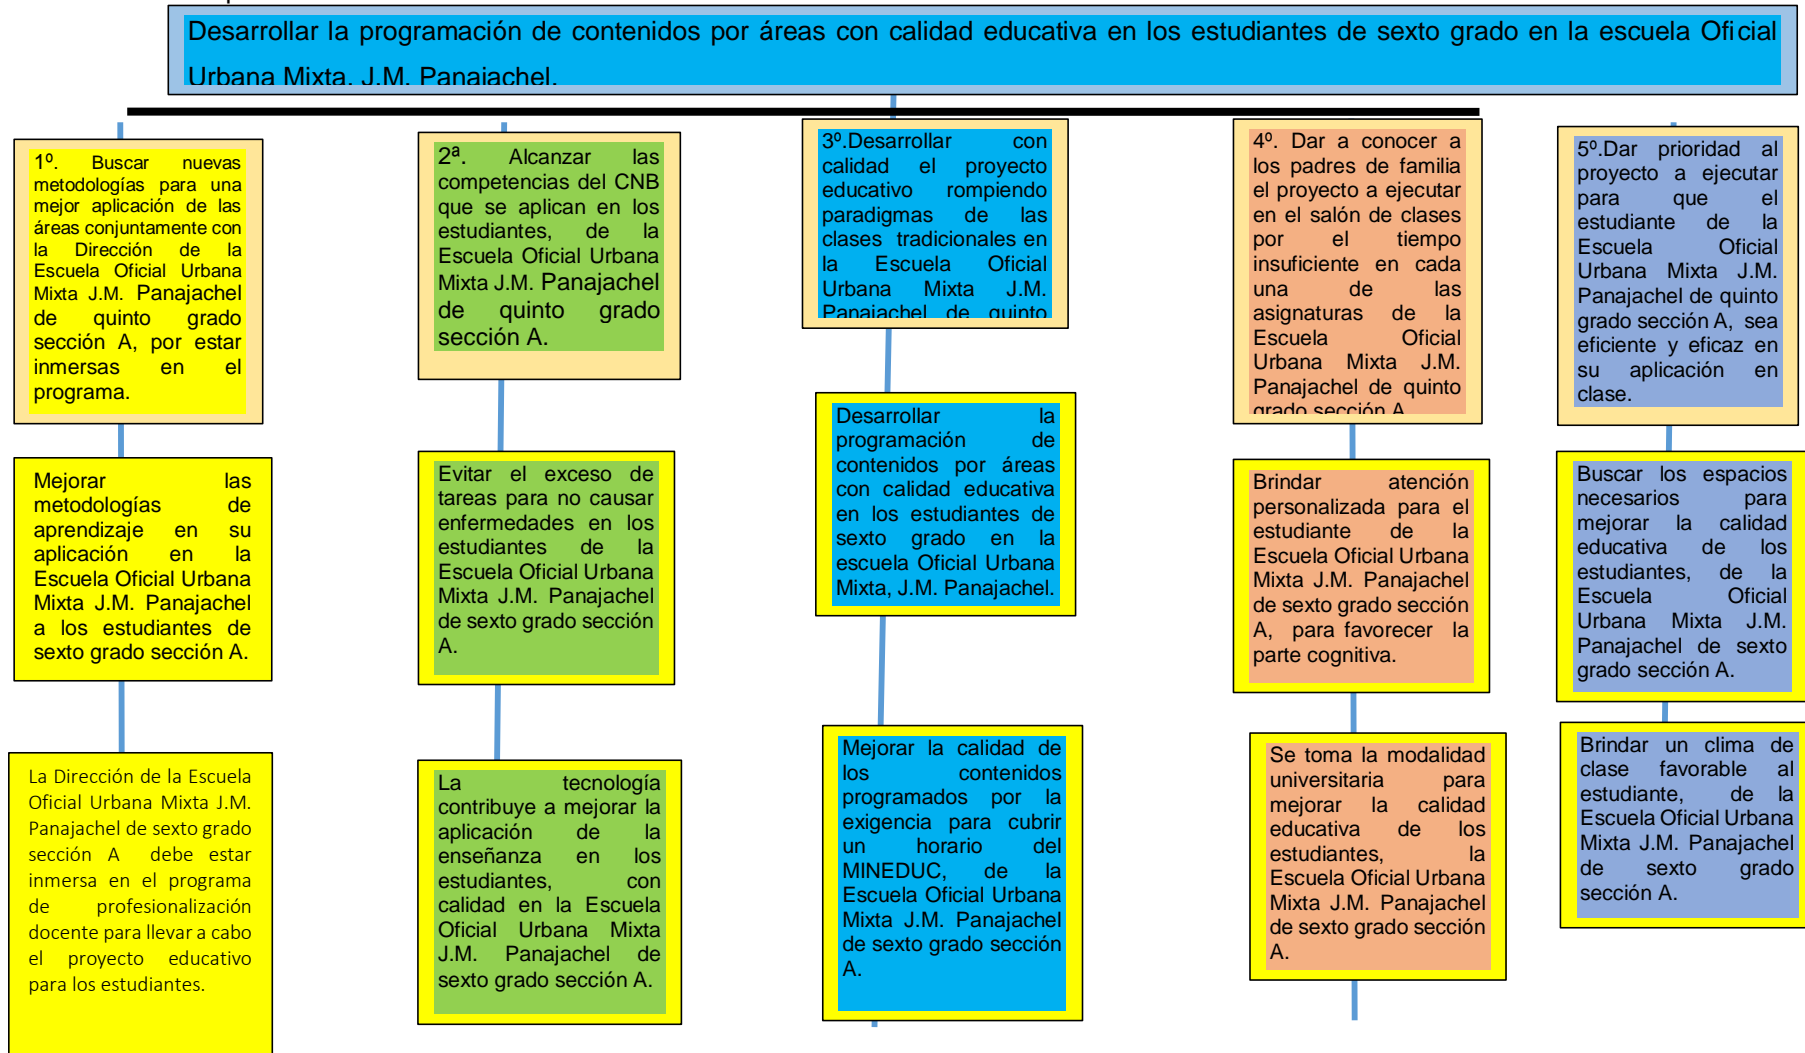 Desarrollar la programación de contenidos por áreas con calidad educativa en los estudiantes de sexto grado en la escuela Oficial
Urbana Mixta, J.M. Panajachel.
1º. Buscar nuevas
metodologías para una
mejor aplicación de las
áreas conjuntamente con
la Dirección de la
Escuela Oficial Urbana
Mixta J.M. Panajachel
de quinto grado
sección A, por estar
inmersas en el
programa.
2ª. Alcanzar las
competencias del CNB
que se aplican en los
estudiantes, de la
Escuela Oficial Urbana
Mixta J.M. Panajachel
de quinto grado
sección A.
3º.Desarrollar con
calidad el proyecto
educativo rompiendo
paradigmas de las
clases tradicionales en
la Escuela Oficial
Urbana Mixta J.M.
Panajachel de quinto
4º. Dar a conocer a
los padres de familia
el proyecto a ejecutar
en el salón de clases
por el tiempo
insuficiente en cada
una de las
asignaturas de la
Escuela Oficial
Urbana Mixta J.M.
Panajachel de quinto
grado sección A
5º.Dar prioridad al
proyecto a ejecutar
para que el
estudiante de la
Escuela Oficial
Urbana Mixta J.M.
Panajachel de quinto
grado sección A, sea
eficiente y eficaz en
su aplicación en
clase.
Mejorar las
metodologías de
aprendizaje en su
aplicación en la
Escuela Oficial Urbana
Mixta J.M. Panajachel
a los estudiantes de
sexto grado sección A.
Evitar el exceso de
tareas para no causar
enfermedades en los
estudiantes de la
Escuela Oficial Urbana
Mixta J.M. Panajachel
de sexto grado sección
A.
Desarrollar la
programación de
contenidos por áreas
con calidad educativa
en los estudiantes de
sexto grado en la
escuela Oficial Urbana
Mixta, J.M. Panajachel.
Brindar atención
personalizada para el
estudiante de la
Escuela Oficial Urbana
Mixta J.M. Panajachel
de sexto grado sección
A, para favorecer la
parte cognitiva.
Buscar los espacios
necesarios para
mejorar la calidad
educativa de los
estudiantes, de la
Escuela Oficial
Urbana Mixta J.M.
Panajachel de sexto
grado sección A.
La Dirección de la Escuela
Oficial Urbana Mixta J.M.
Panajachel de sexto grado
sección A debe estar
inmersa en el programa
de profesionalización
docente para llevar a cabo
el proyecto educativo
para los estudiantes.
La tecnología
contribuye a mejorar la
aplicación de la
enseñanza en los
estudiantes, con
calidad en la Escuela
Oficial Urbana Mixta
J.M. Panajachel de
sexto grado sección A.
Mejorar la calidad de
los contenidos
programados por la
exigencia para cubrir
un horario del
MINEDUC, de la
Escuela Oficial Urbana
Mixta J.M. Panajachel
de sexto grado sección
A.
Se toma la modalidad
universitaria para
mejorar la calidad
educativa de los
estudiantes, la
Escuela Oficial Urbana
Mixta J.M. Panajachel
de sexto grado sección
A.
Brindar un clima de
clase favorable al
estudiante, de la
Escuela Oficial Urbana
Mixta J.M. Panajachel
de sexto grado
sección A.